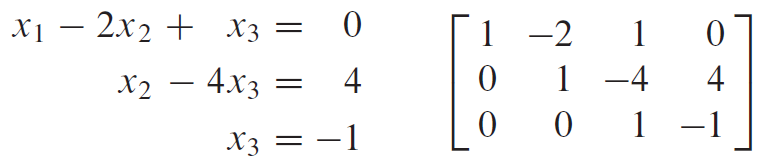 x₁ − 2x₂ + x₃ = 0
x₂ − 4x₃ = 4
x₃ = −1
1 −2 1 0
0 1 −4 4
0 0 1 −1